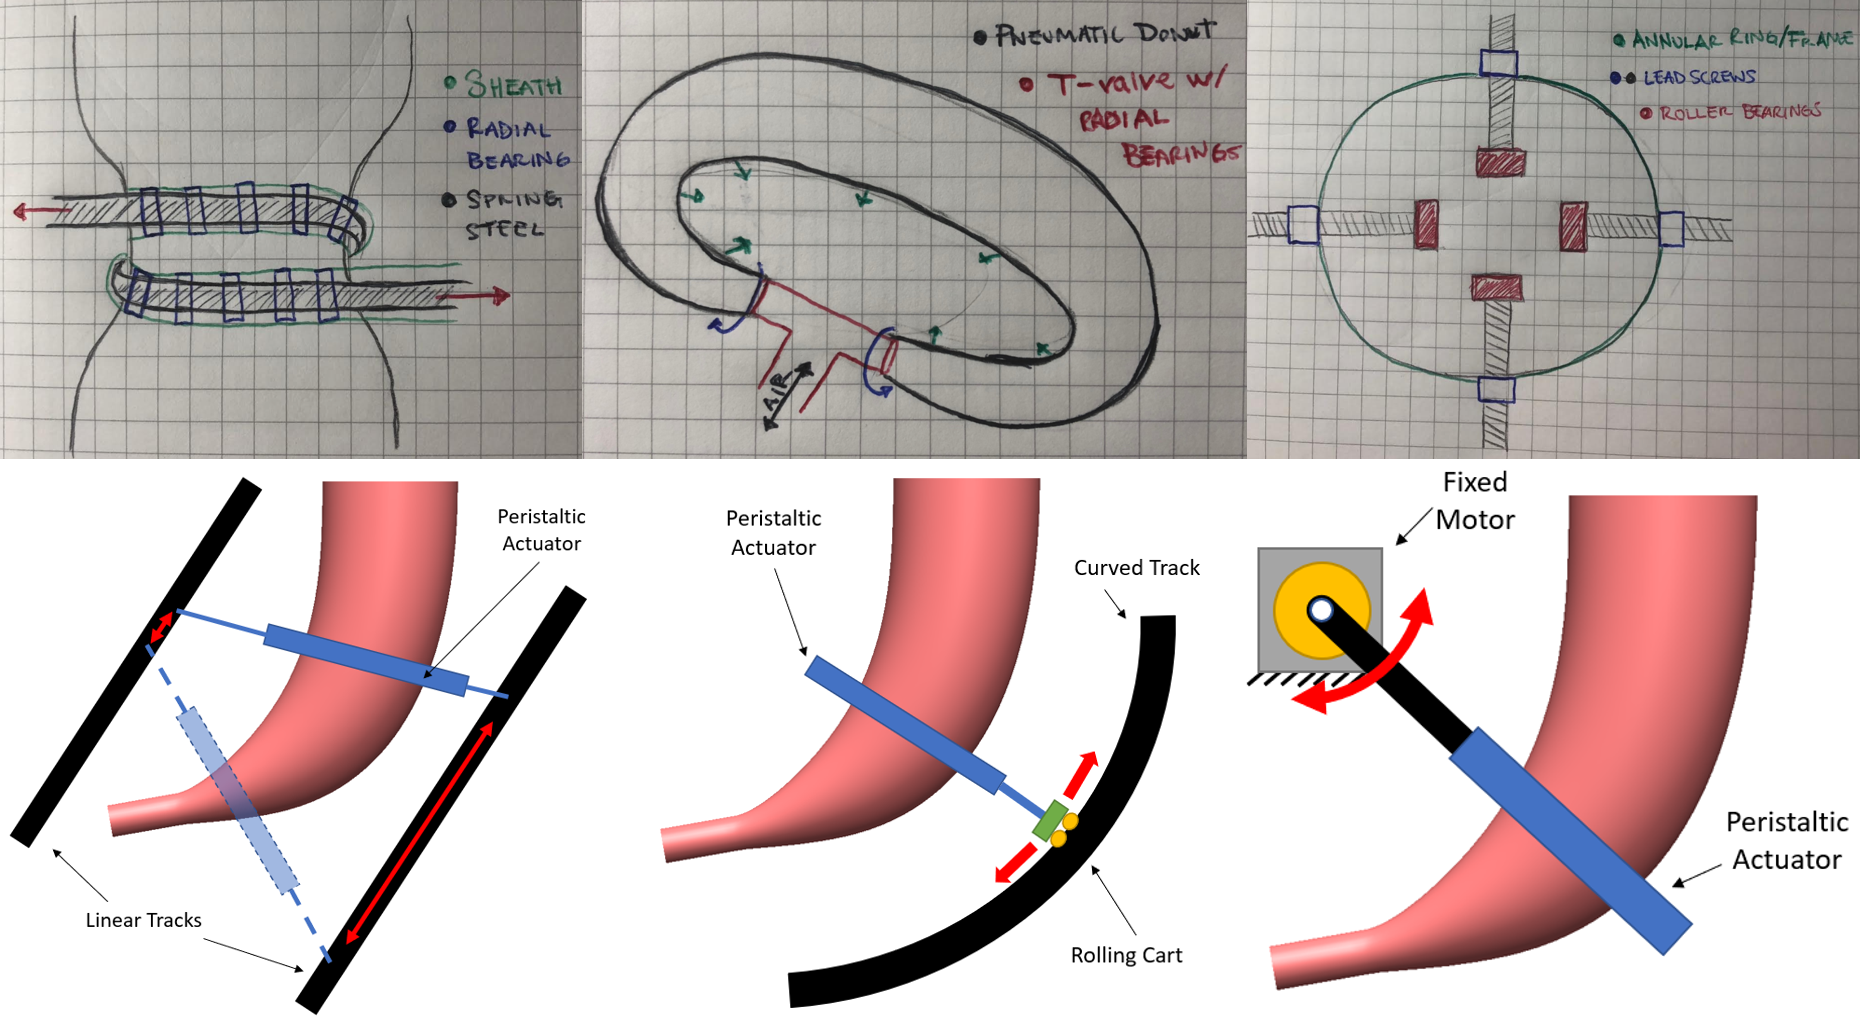 SHEATH
RADIAL
BEARING
SPRING
STEEL
PNEUMATIC DONUT
T-valve w/
RADIAL
BEARINGS
AIR
ANNULAR RING/FRAME
LEAD SCREWS
ROLLER BEARINGS
Peristaltic
Actuator
Linear Tracks
Peristaltic
Actuator
Curved Track
Rolling Cart
Fixed
Motor
Peristaltic
Actuator